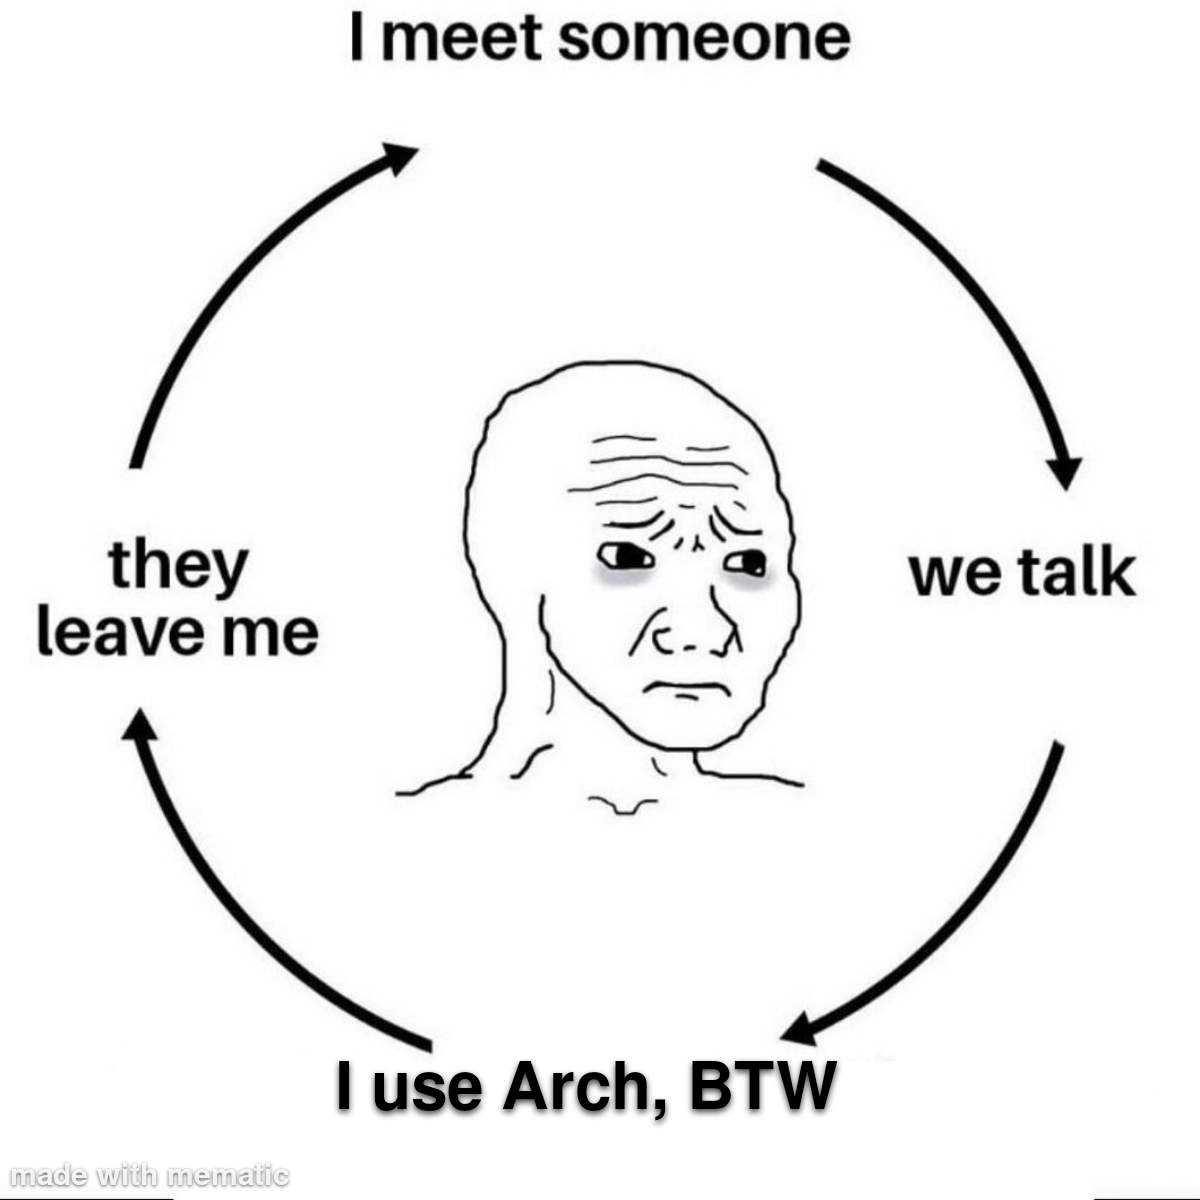 I meet someone
we talk
I use Arch, BTW
they
leave me
made with mematic